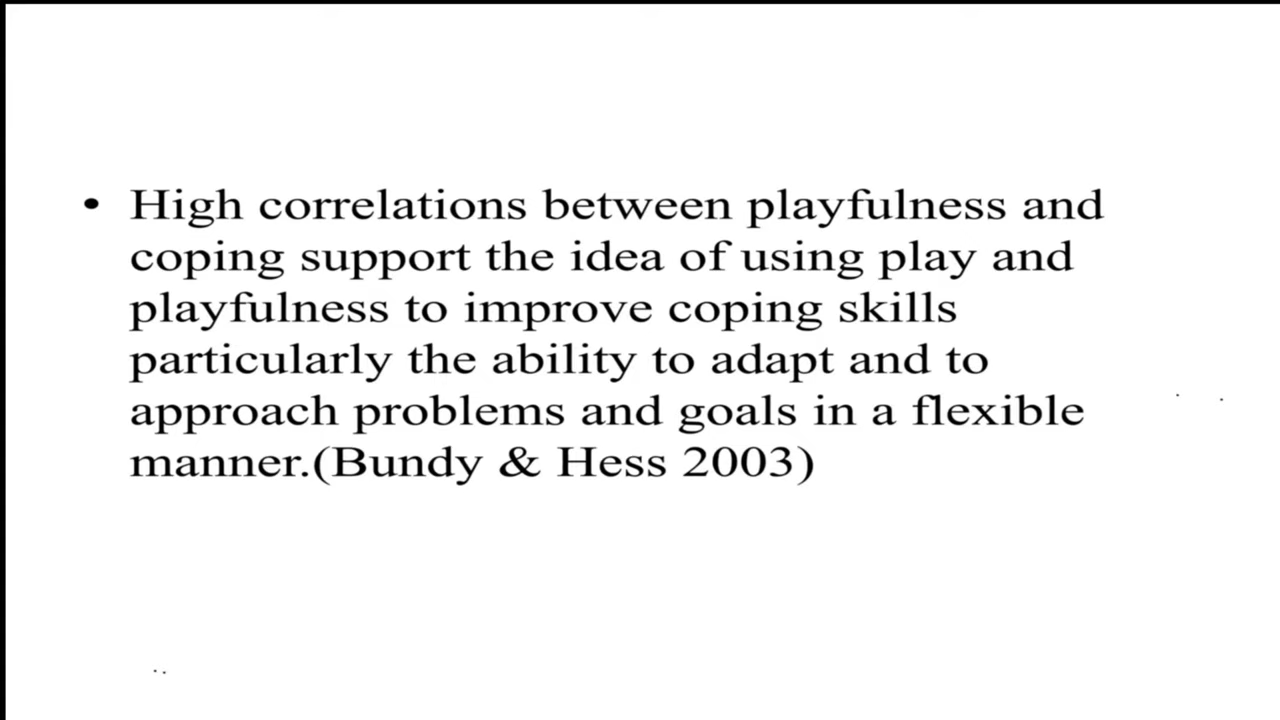 • High correlations between playfulness and
coping support the idea of using play and
playfulness to improve coping skills
particularly the ability to adapt and to
approach problems and goals in a flexible
manner.(Bundy & Hess 2003)